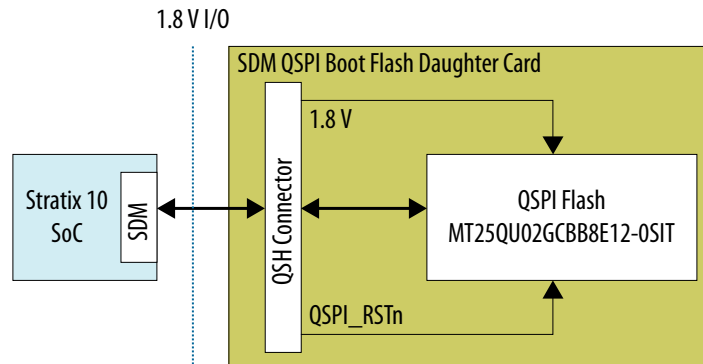 1.8 V I/O
SDM QSPI Boot Flash Daughter Card
1.8 V
Stratix 10
SoC
SDM
QSH Connector
QSPI Flash
MT25QU02GCBB8E12-0SIT
QSPI_RSTn